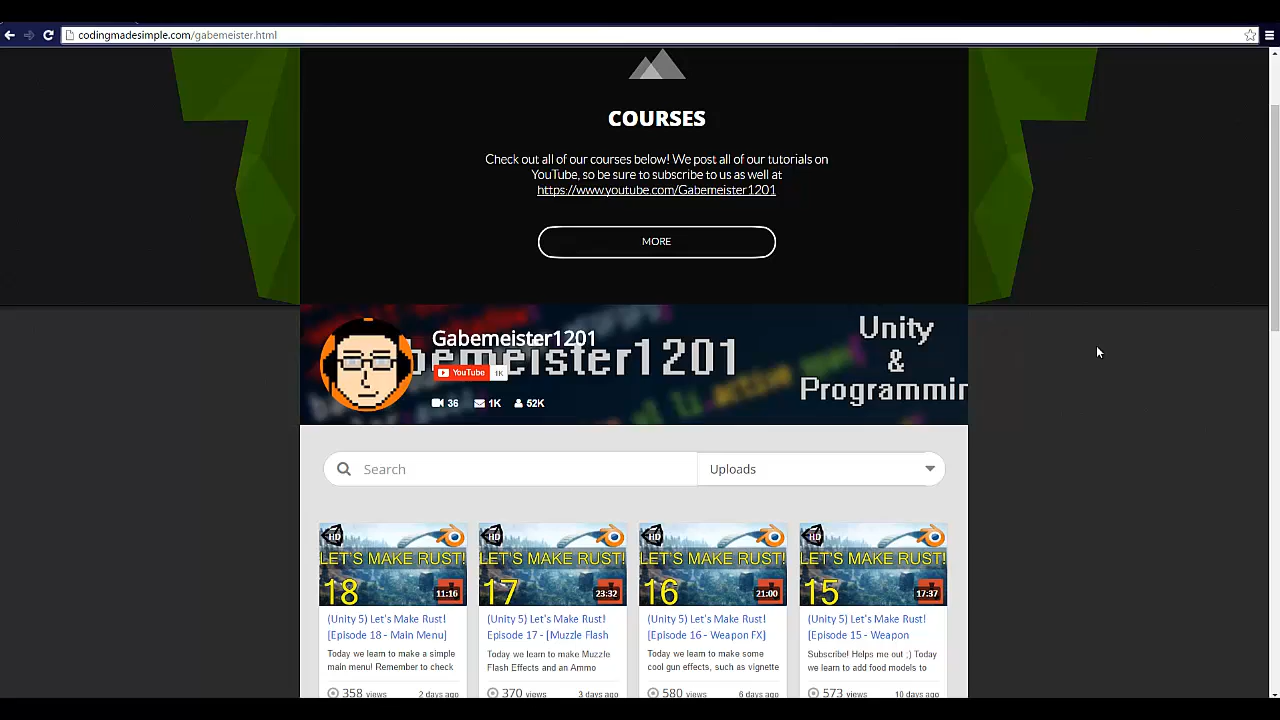 codingmadesimple.com/gabemeister.html
COURSES
Check out all of our courses below! We post all of our tutorials on
YouTube, so be sure to subscribe to us as well at
https://www.youtube.com/Gabemeister1201
MORE
Gabemeister1201
YouTube 1K
36 1K 52K
Unity
&
Programmin
Search
Uploads
HD
LET'S MAKE RUST!
18
11:16
(Unity 5) Let's Make Rust!
[Episode 18 - Main Menu]
Today we learn to make a simple
main menu! Remember to check
358 views 2 days ago
HD
LET'S MAKE RUST!
17
23:32
(Unity 5) Let's Make Rust!
Episode 17 - [Muzzle Flash
Today we learn to make Muzzle
Flash Effects and an Ammo
370 views 3 days ago
HD
LET'S MAKE RUST!
16
21:00
(Unity 5) Let's Make Rust!
[Episode 16 - Weapon FX]
Today we learn to make some
cool gun effects, such as vignette
580 views 6 days ago
HD
LET'S MAKE RUST!
15
17:37
(Unity 5) Let's Make Rust!
[Episode 15 - Weapon
Subscribe! Helps me out ;) Today
we learn to add food models to
573 views 10 days ago